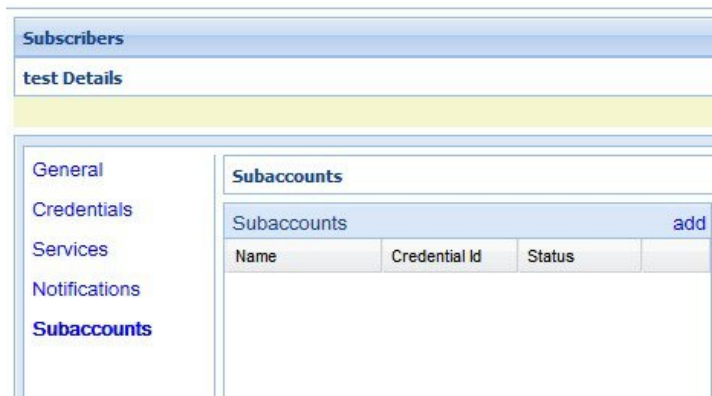 Subscribers
test Details
General
Credentials
Services
Notifications
Subaccounts
Subaccounts
Subaccounts add
Name Credential Id Status